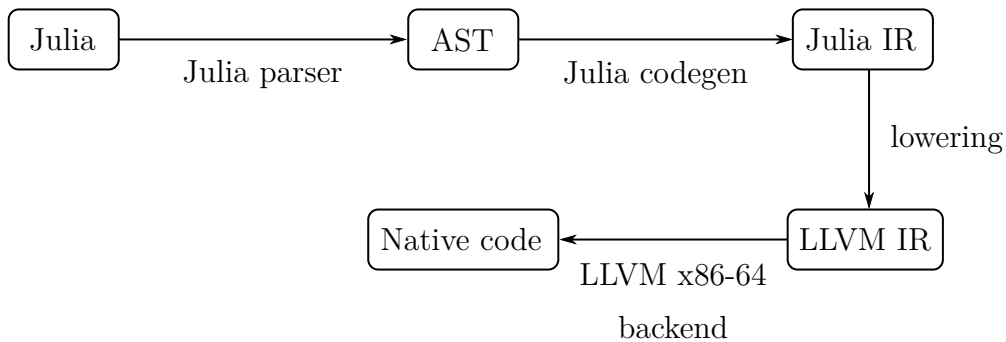 Julia
AST
Julia IR
Julia parser
Julia codegen
lowering
Native code
LLVM IR
LLVM x86-64
backend